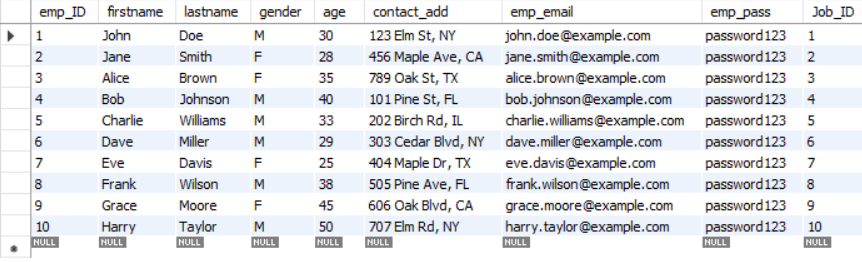 emp_ID firstname lastname gender age contact_add emp_email emp_pass Job_ID
1 John Doe M 30 123 Elm St, NY john.doe@example.com password123 1
2 Jane Smith F 28 456 Maple Ave, CA jane.smith@example.com password123 2
3 Alice Brown F 35 789 Oak St, TX alice.brown@example.com password123 3
4 Bob Johnson M 40 101 Pine St, FL bob.johnson@example.com password123 4
5 Charlie Williams M 33 202 Birch Rd, IL charlie.williams@example.com password123 5
6 Dave Miller M 29 303 Cedar Blvd, NY dave.miller@example.com password123 6
7 Eve Davis F 25 404 Maple Dr, TX eve.davis@example.com password123 7
8 Frank Wilson M 38 505 Pine Ave, FL frank.wilson@example.com password123 8
9 Grace Moore F 45 606 Oak Blvd, CA grace.moore@example.com password123 9
10 Harry Taylor M 50 707 Elm Rd, NY harry.taylor@example.com password123 10
NULL NULL NULL NULL NULL NULL NULL NULL NULL